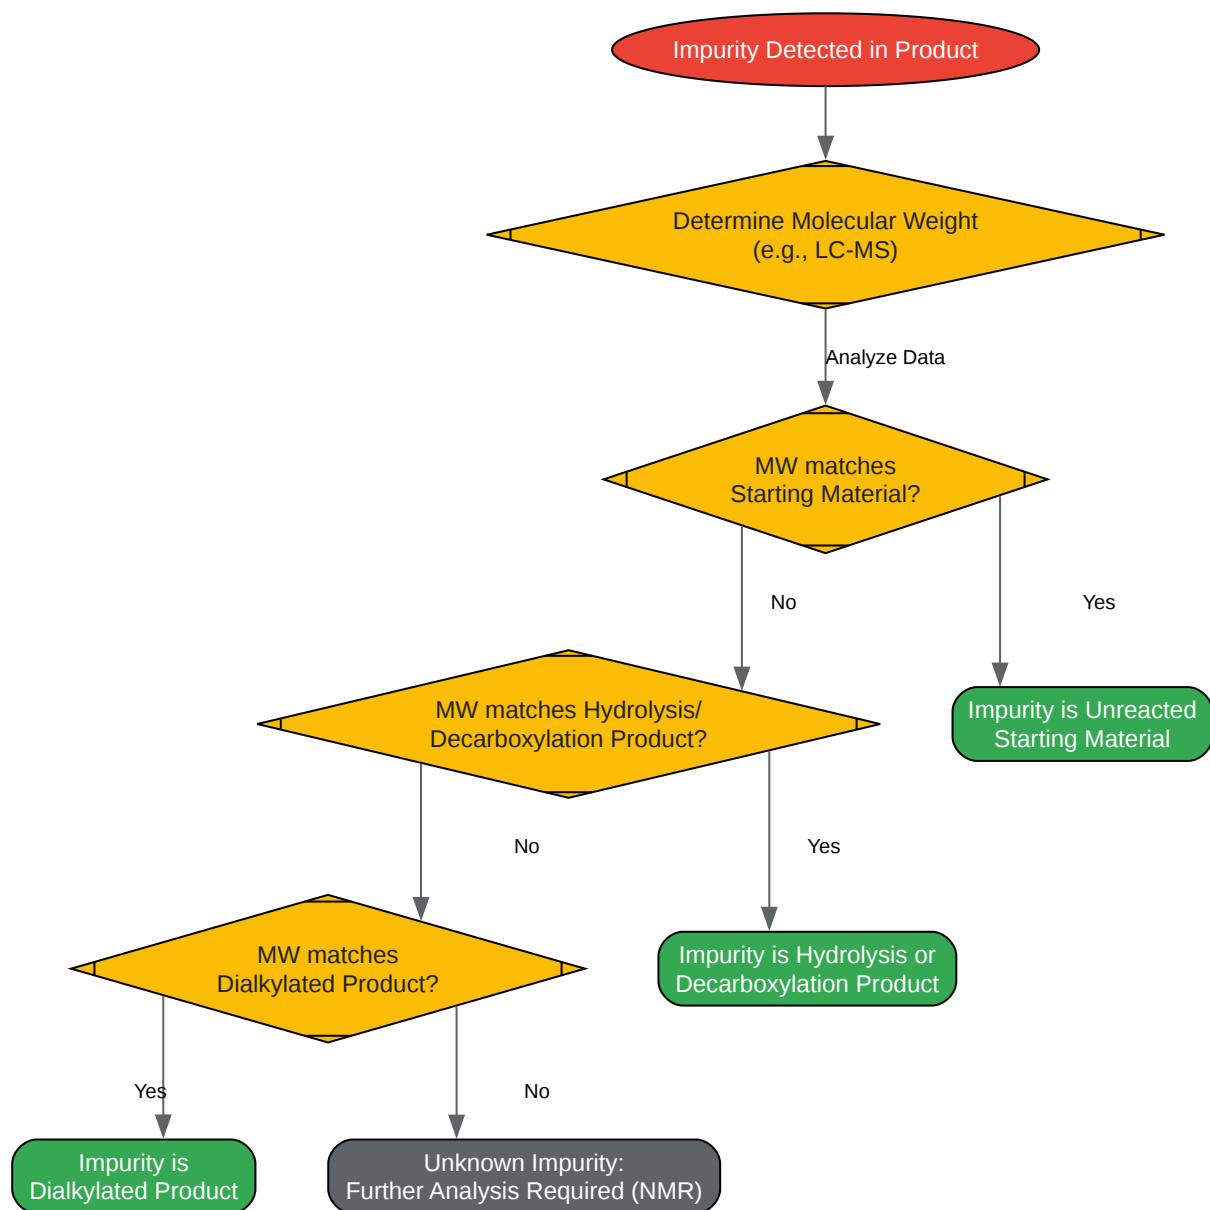 Impurity Detected in Product
Determine Molecular Weight
(e.g., LC-MS)
Analyze Data
MW matches
Starting Material?
No
Yes
MW matches Hydrolysis/
Decarboxylation Product?
Impurity is Unreacted
Starting Material
No
Yes
MW matches
Dialkylated Product?
Impurity is Hydrolysis or
Decarboxylation Product
Yes
No
Impurity is
Dialkylated Product
Unknown Impurity:
Further Analysis Required (NMR)